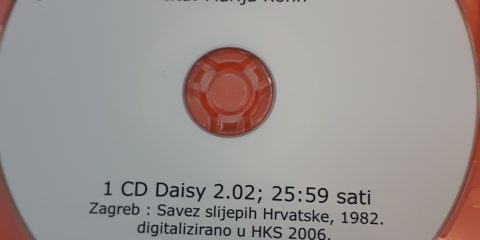 1 CD Daisy 2.02; 25:59 sati
Zagreb : Savez slijepih Hrvatske, 1982.
digitalizirano u HKS 2006.